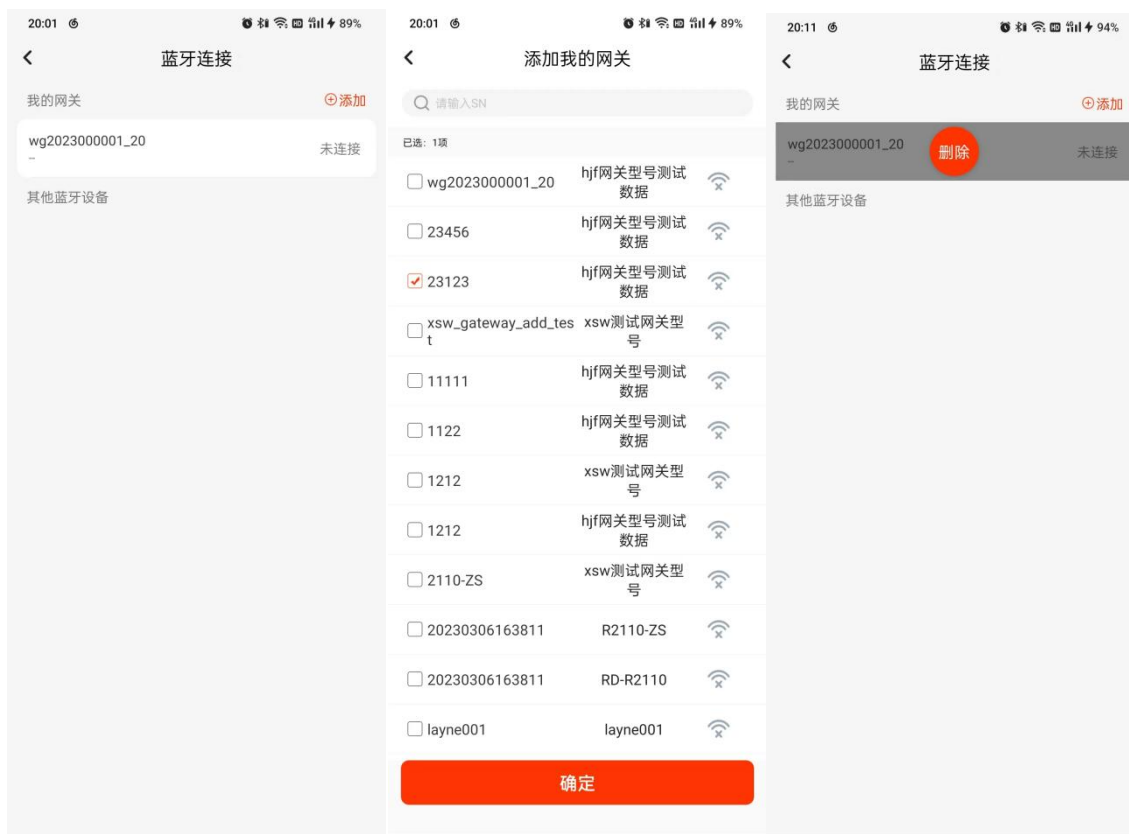 20:01
89%
蓝牙连接
我的网关
添加
wg2023000001_20
--
未连接
其他蓝牙设备
20:01
89%
添加我的网关
请输入SN
已选：1项
wg2023000001_20
hjf网关型号测试
数据
23456
hjf网关型号测试
数据
23123
hjf网关型号测试
数据
xsw_gateway_add_tes
t
xsw测试网关型
号
11111
hjf网关型号测试
数据
1122
hjf网关型号测试
数据
1212
xsw测试网关型
号
1212
hjf网关型号测试
数据
2110-ZS
xsw测试网关型
号
20230306163811
R2110-ZS
20230306163811
RD-R2110
layne001
layne001
确定
20:11
94%
蓝牙连接
我的网关
添加
wg2023000001_20
--
删除
未连接
其他蓝牙设备